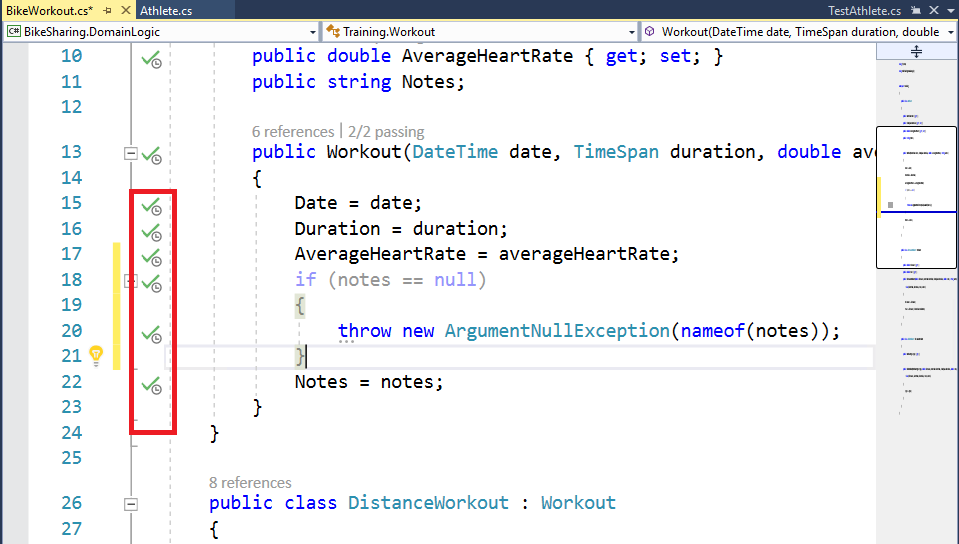 BikeWorkout.cs* Athlete.cs TestAthlete.cs
C# BikeSharing.DomainLogic Training.Workout Workout(DateTime date, TimeSpan duration, double
10 public double AverageHeartRate { get; set; }
11 public string Notes;
12
6 references | 2/2 passing
13 public Workout(DateTime date, TimeSpan duration, double ave
14 {
15 Date = date;
16 Duration = duration;
17 AverageHeartRate = averageHeartRate;
18 if (notes == null)
19 {
20 throw new ArgumentNullException(nameof(notes));
21 }
22 Notes = notes;
23 }
24 }
25
8 references
26 public class DistanceWorkout : Workout
27 {